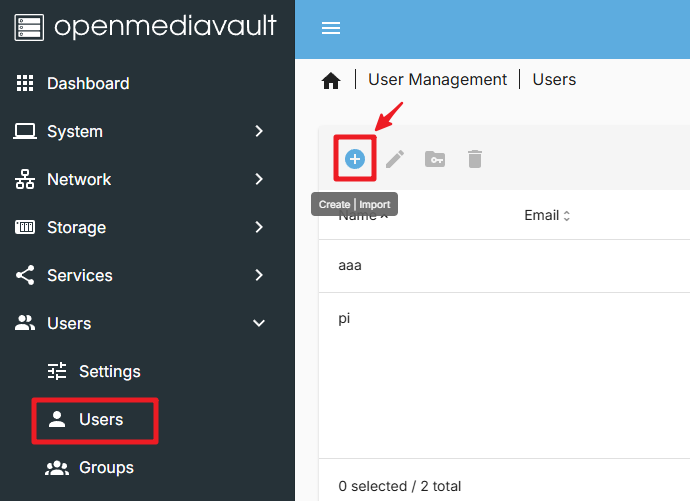 openmediavault
Dashboard
System
Network
Storage
Services
Users
Settings
Users
Groups
User Management Users
Create | Import
Name Email
aaa
pi
0 selected / 2 total